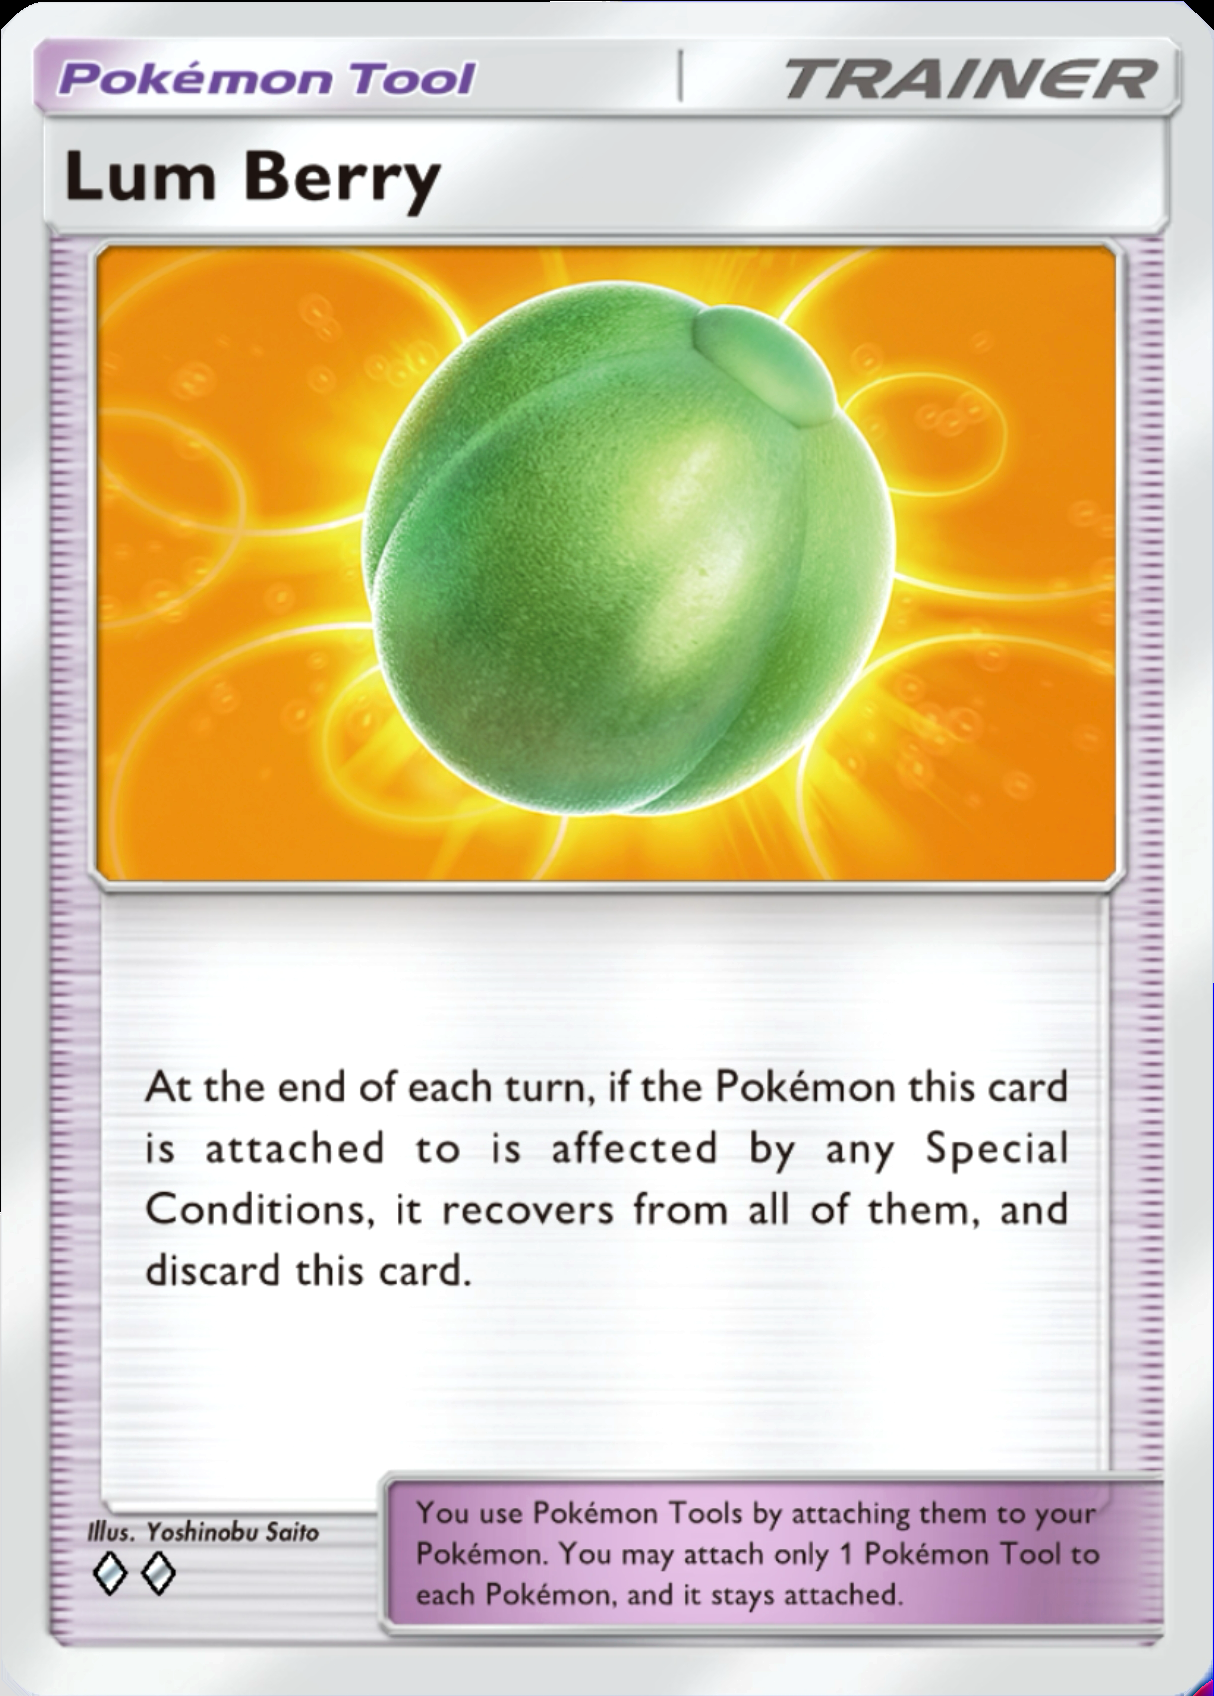 Pokémon Tool | TRAINER
Lum Berry
At the end of each turn, if the Pokémon this card
is attached to is affected by any Special
Conditions, it recovers from all of them, and
discard this card.
Illus. Yoshinobu Saito
You use Pokémon Tools by attaching them to your
Pokémon. You may attach only 1 Pokémon Tool to
each Pokémon, and it stays attached.